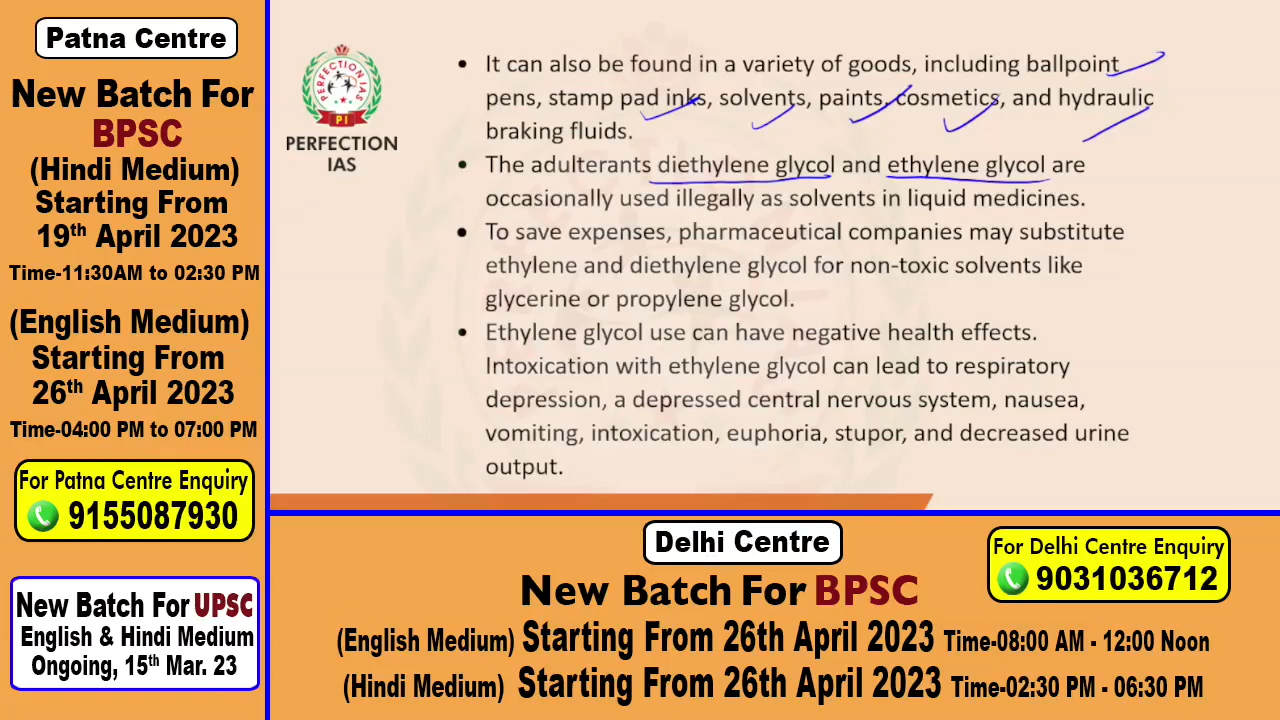 Patna Centre
New Batch For
BPSC
(Hindi Medium)
Starting From
19th April 2023
Time-11:30AM to 02:30 PM
(English Medium)
Starting From
26th April 2023
Time-04:00 PM to 07:00 PM
For Patna Centre Enquiry
9155087930
New Batch For UPSC
English & Hindi Medium
Ongoing, 15th Mar. 23
PERFECTION IAS
PI
PERFECTION
IAS
• It can also be found in a variety of goods, including ballpoint
pens, stamp pad inks, solvents, paints, cosmetics, and hydraulic
braking fluids.
• The adulterants diethylene glycol and ethylene glycol are
occasionally used illegally as solvents in liquid medicines.
• To save expenses, pharmaceutical companies may substitute
ethylene and diethylene glycol for non-toxic solvents like
glycerine or propylene glycol.
• Ethylene glycol use can have negative health effects.
Intoxication with ethylene glycol can lead to respiratory
depression, a depressed central nervous system, nausea,
vomiting, intoxication, euphoria, stupor, and decreased urine
output.
Delhi Centre
New Batch For BPSC
(English Medium) Starting From 26th April 2023 Time-08:00 AM - 12:00 Noon
(Hindi Medium) Starting From 26th April 2023 Time-02:30 PM - 06:30 PM
For Delhi Centre Enquiry
9031036712